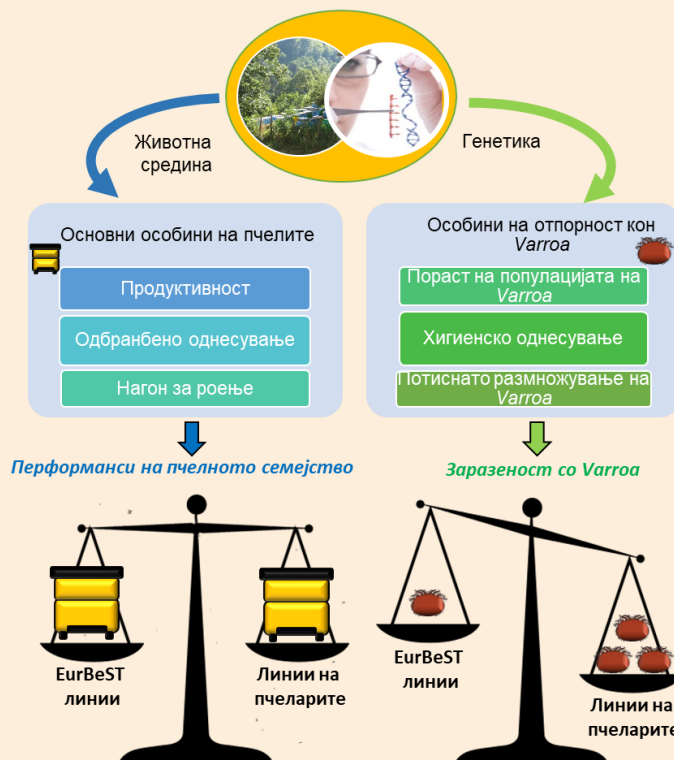 Животна
средина
Генетика
Основни особини на пчелите
Продуктивност
Одбранбено однесување
Нагон за роење
Особини на отпорност кон
Varroa
Пораст на популацијата на
Varroa
Хигиенско однесување
Потиснато размножување на
Varroa
Перформанси на пчелното семејство
Заразеност со Varroa
EurBeST
линии
Линии на
пчеларите
EurBeST
линии
Линии на
пчеларите